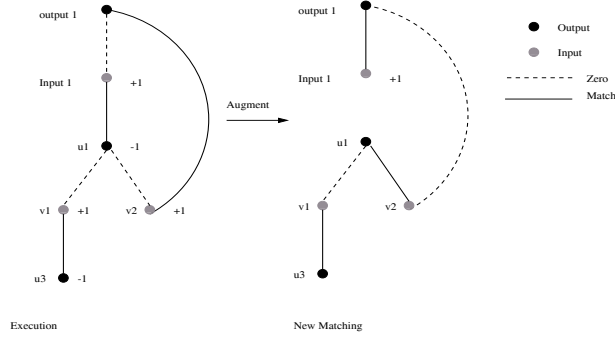 output 1
Input 1
+1
u1
-1
v1
+1
v2
+1
u3
-1
Execution
Augment
output 1
Input 1
+1
u1
v1
v2
u3
New Matching
Output
Input
Zero
Match